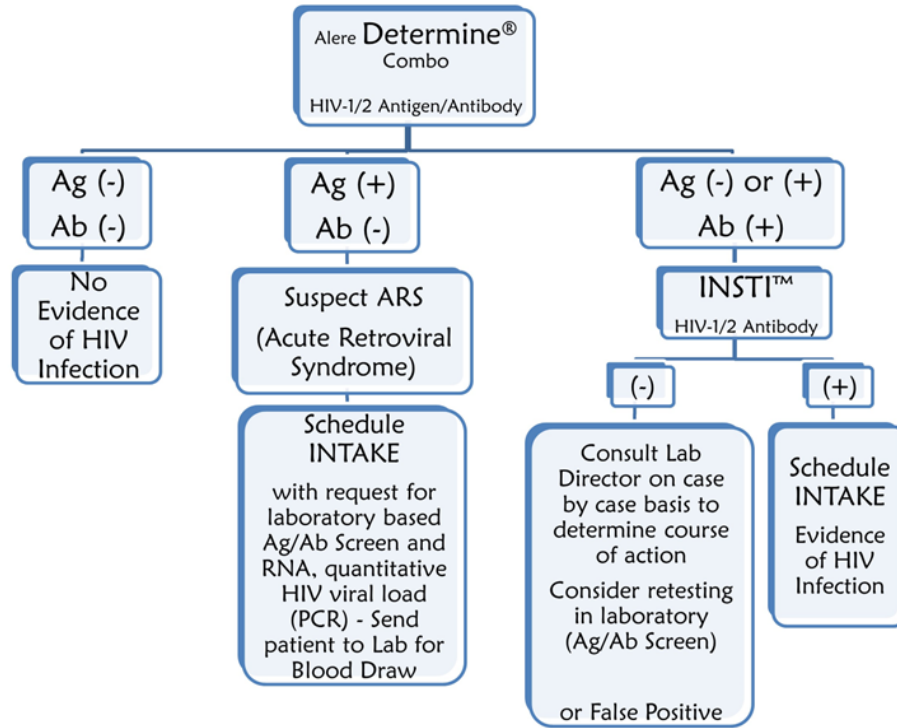 Alere Determine®
Combo
HIV-1/2 Antigen/Antibody
Ag (-)
Ab (-)
No
Evidence
of HIV
Infection
Ag (+)
Ab (-)
Suspect ARS
(Acute Retroviral
Syndrome)
Schedule
INTAKE
with request for
laboratory based
Ag/Ab Screen and
RNA, quantitative
HIV viral load
(PCR) - Send
patient to Lab for
Blood Draw
Ag (-) or (+)
Ab (+)
INSTI™
HIV-1/2 Antibody
(-)
Consult Lab
Director on case
by case basis to
determine course
of action
Consider retesting
in laboratory
(Ag/Ab Screen)
or False Positive
(+)
Schedule
INTAKE
Evidence
of HIV
Infection